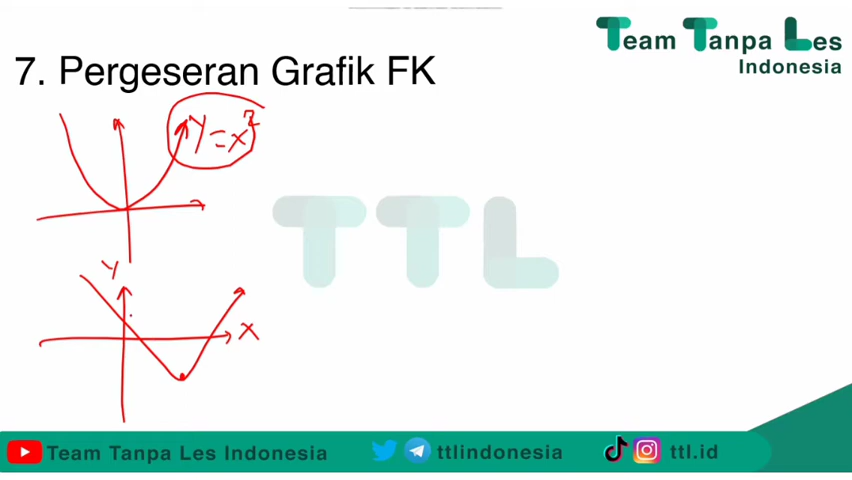 Team Tanpa Les
Indonesia
7. Pergeseran Grafik FK
y = x²
TTL
Y
X
Team Tanpa Les Indonesia
ttlindonesia
ttl.id